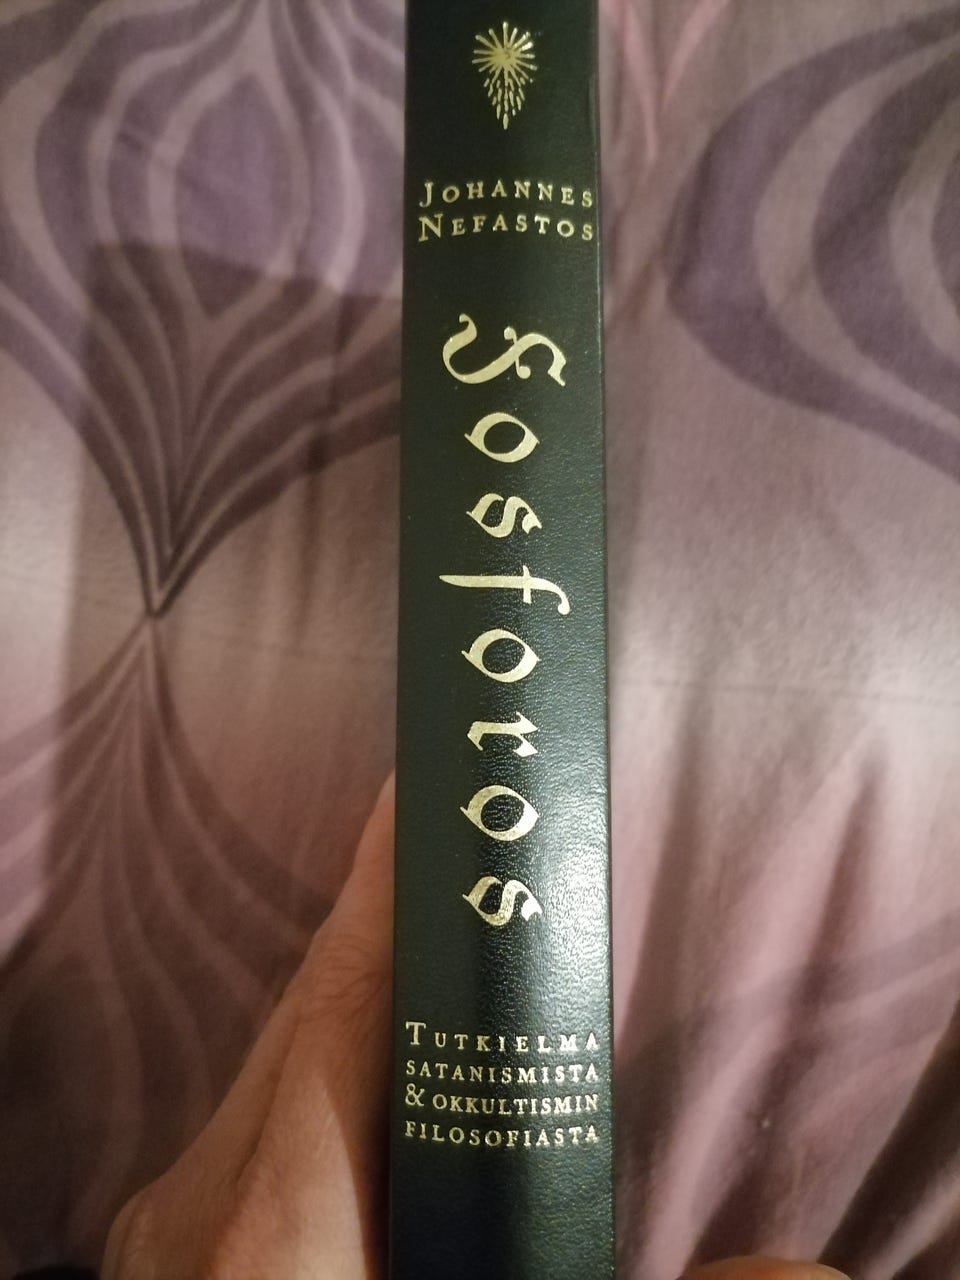 Johannes
Nefastos
Fosforos
Tutkielma
satanismista
& okkultismin
filosofiasta